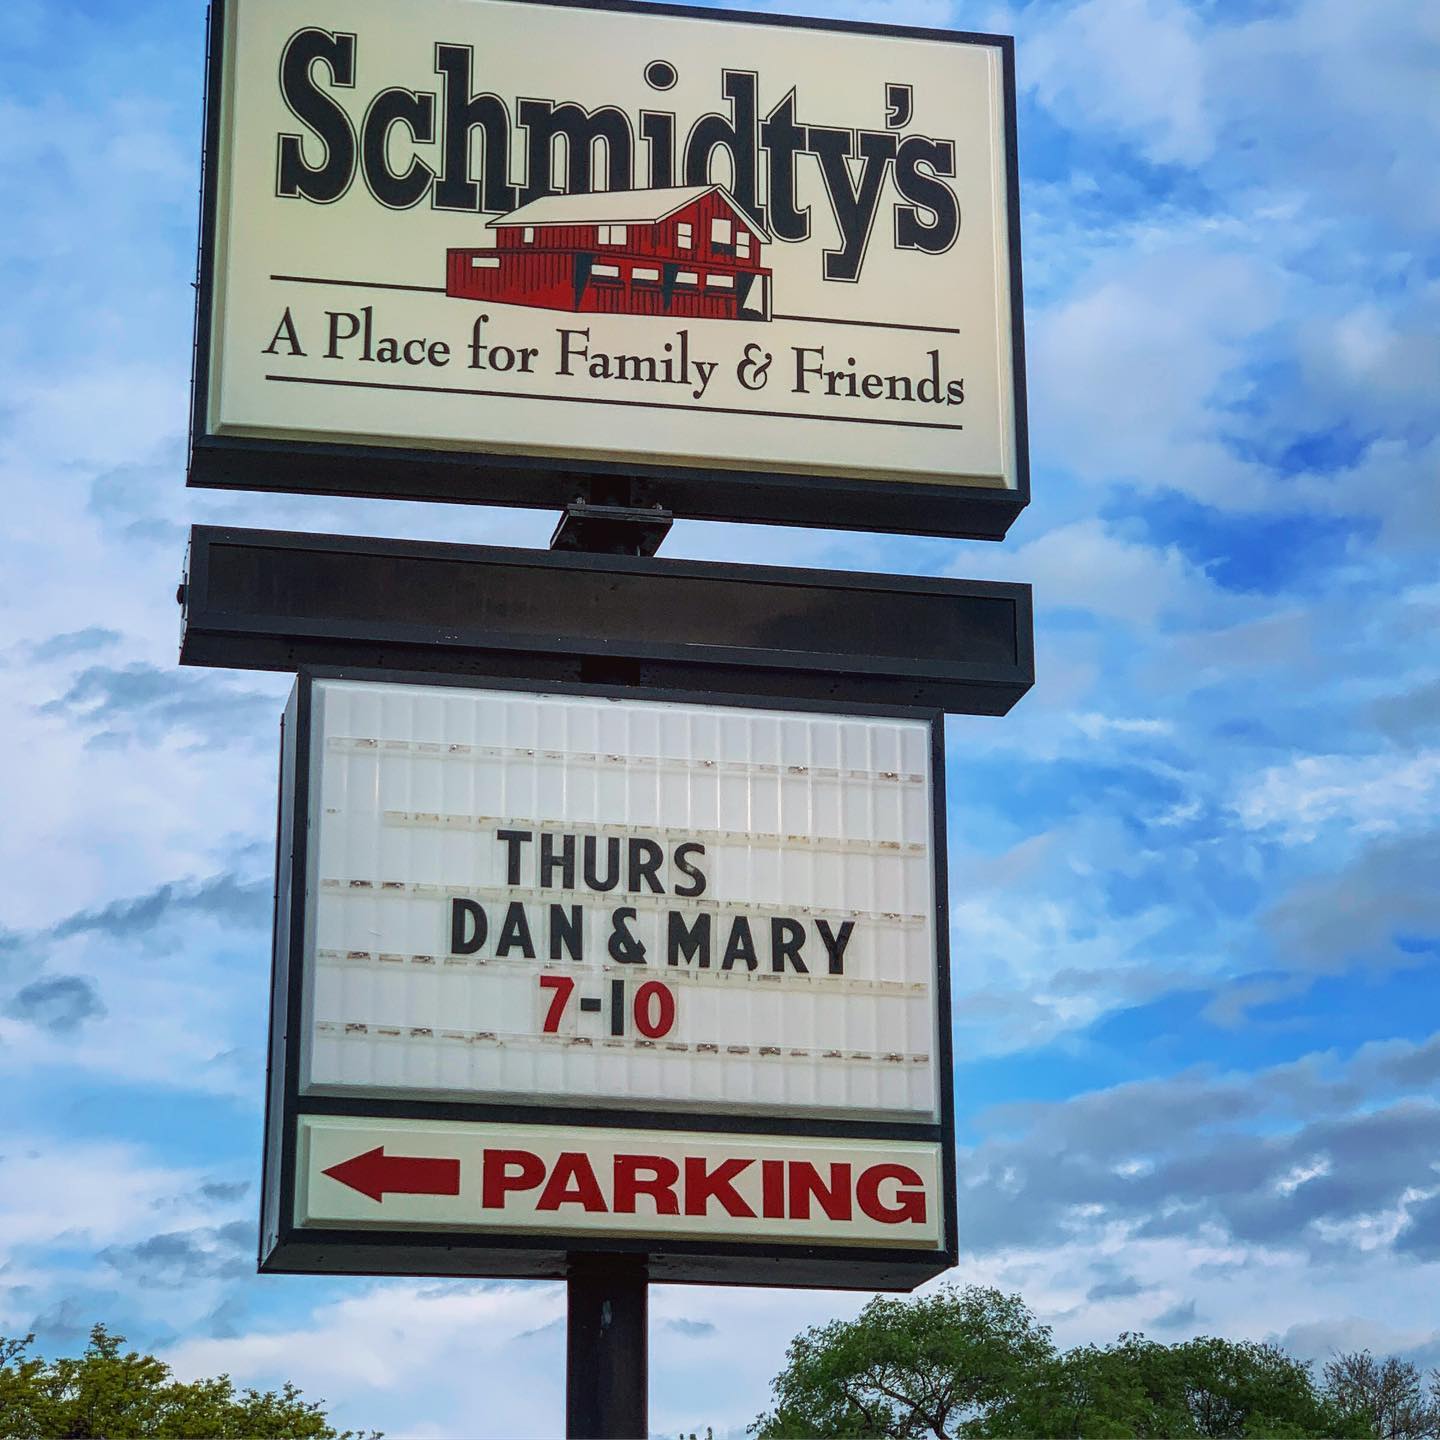 Schmidty's
A Place for Family & Friends
THURS
DAN & MARY
7-10
PARKING